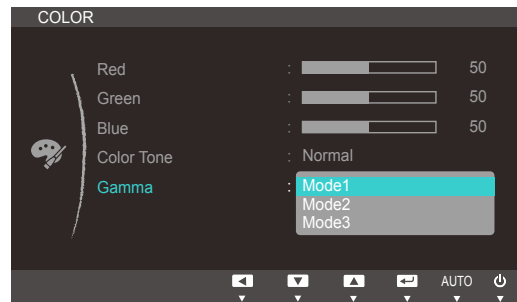 COLOR
Red : 50
Green : 50
Blue : 50
Color Tone : Normal
Gamma : Mode1
Mode2
Mode3
AUTO